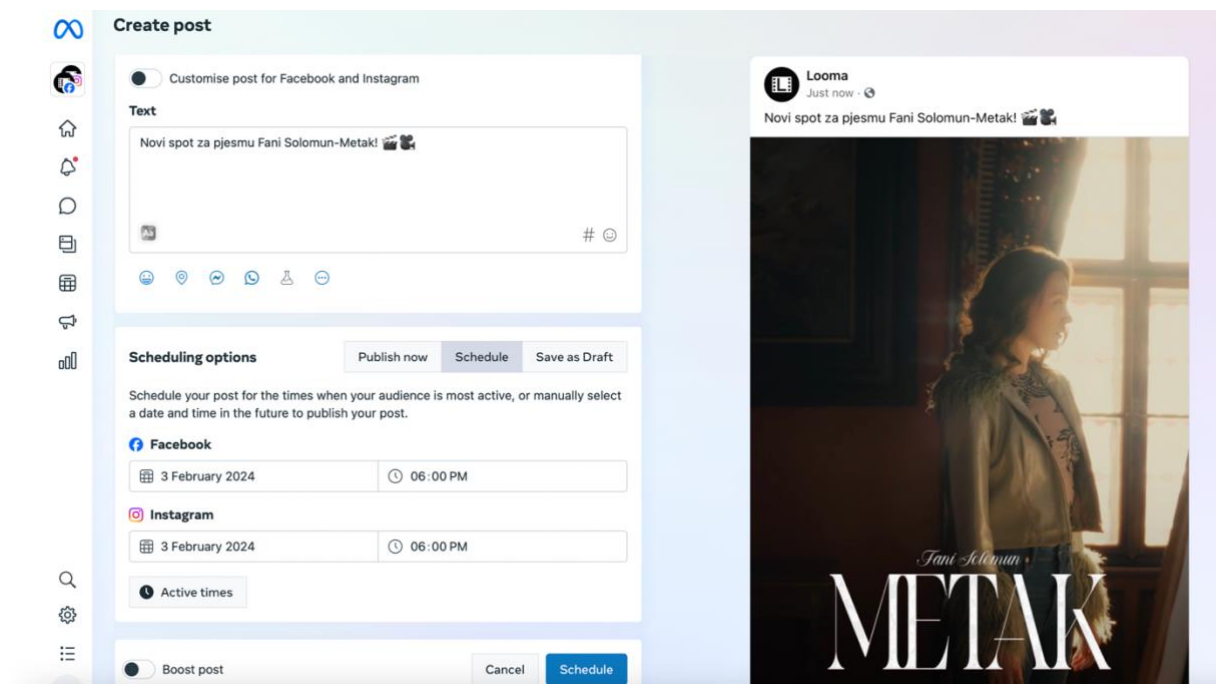 Create post
Customise post for Facebook and Instagram
Text
Novi spot za pjesmu Fani Solomun-Metak! 🎬🎥
Aa
#
Scheduling options
Publish now
Schedule
Save as Draft
Schedule your post for the times when your audience is most active, or manually select
a date and time in the future to publish your post.
Facebook
3 February 2024
06:00 PM
Instagram
3 February 2024
06:00 PM
Active times
Boost post
Cancel
Schedule
Looma
Just now ·
Novi spot za pjesmu Fani Solomun-Metak! 🎬🎥
Fani Solomun
METAK